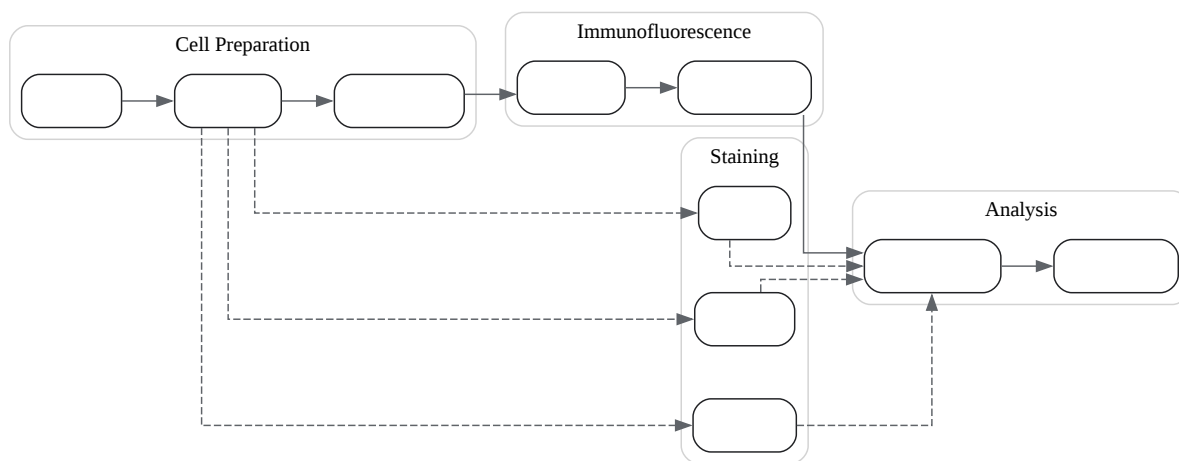 Cell Preparation
Immunofluorescence
Staining
Analysis